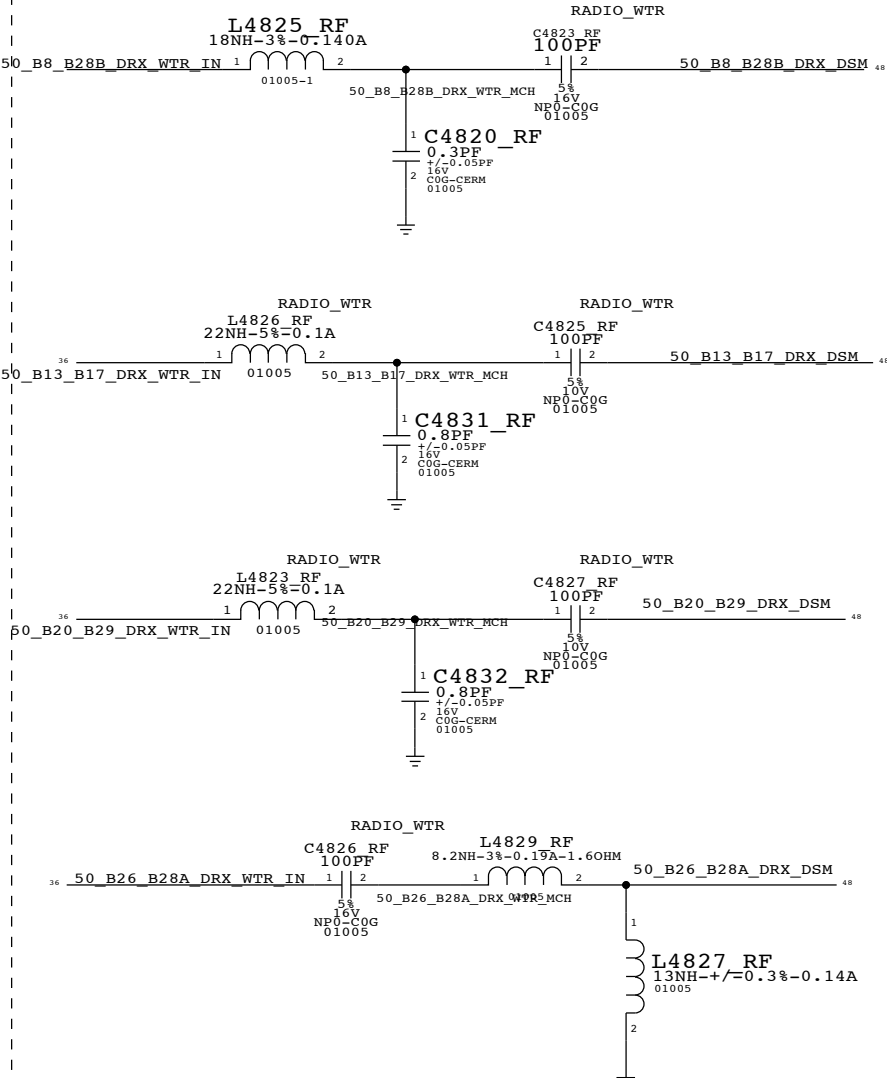 RADIO_WTR
L4825_RF
18NH-3%-0.140A
C4823_RF
100PF
50_B8_B28B_DRX_WTR_IN
1
2
1
2
50_B8_B28B_DRX_DSM
48
01005-1
50_B8_B28B_DRX_WTR_MCH
5%
16V
NP0-C0G
01005
1
C4820_RF
0.3PF
+/-0.05PF
16V
2
C0G-CERM
01005
RADIO_WTR
RADIO_WTR
L4826_RF
22NH-5%-0.1A
C4825_RF
100PF
36
1
2
1
2
50_B13_B17_DRX_DSM
48
50_B13_B17_DRX_WTR_IN
01005
50_B13_B17_DRX_WTR_MCH
5%
10V
NP0-C0G
01005
1
C4831_RF
0.8PF
+/-0.05PF
16V
2
C0G-CERM
01005
RADIO_WTR
RADIO_WTR
L4823_RF
22NH-5%-0.1A
C4827_RF
100PF
36
1
2
1
2
50_B20_B29_DRX_DSM
48
50_B20_B29_DRX_WTR_IN
01005
50_B20_B29_DRX_WTR_MCH
5%
10V
NP0-C0G
01005
1
C4832_RF
0.8PF
+/-0.05PF
16V
2
C0G-CERM
01005
RADIO_WTR
C4826_RF
100PF
L4829_RF
8.2NH-3%-0.19A-1.6OHM
36
50_B26_B28A_DRX_WTR_IN
1
2
1
2
50_B26_B28A_DRX_DSM
48
5%
16V
NP0-C0G
01005
50_B26_B28A_DRX_WTR_MCH
01005
1
L4827_RF
13NH-+/-0.3%-0.14A
01005
2